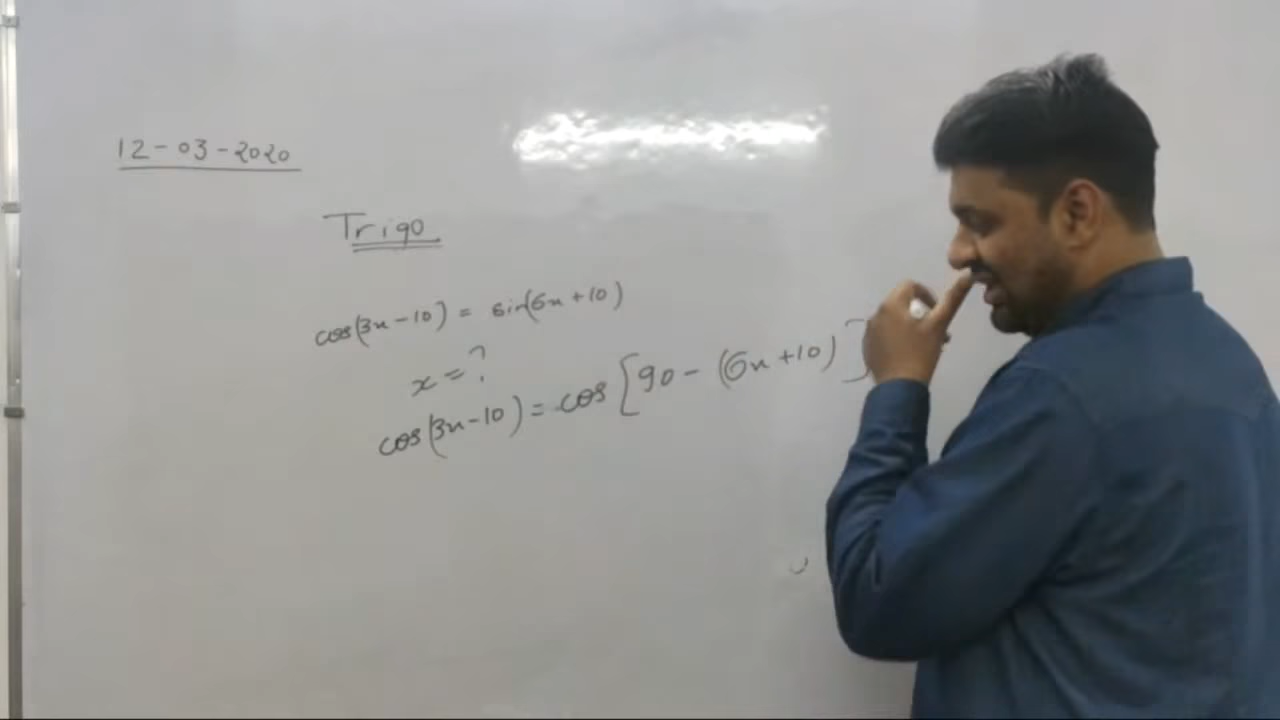 12-03-2020
Trigo
cos(3x-10) = sin(6x+10)
x = ?
cos(3x-10) = cos[90-(6x+10)]